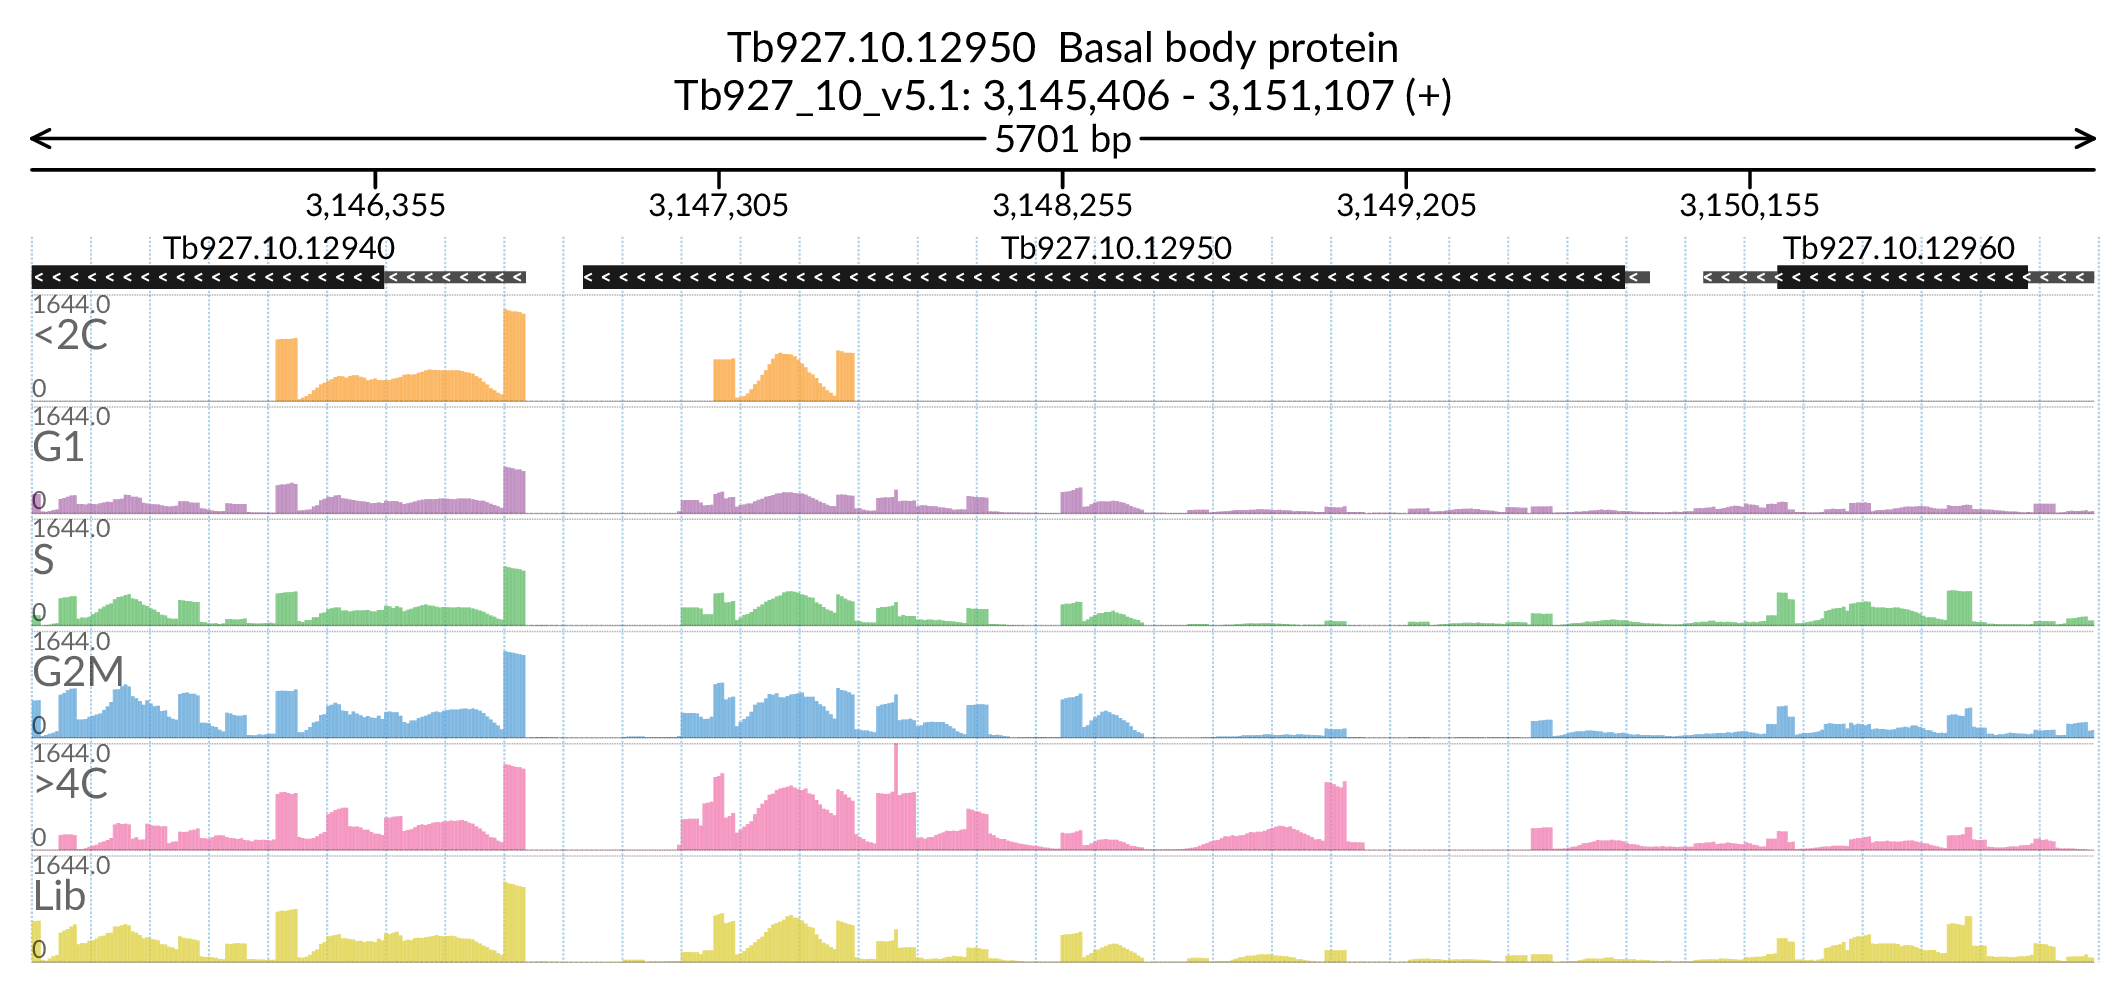 Tb927.10.12950  Basal body protein
Tb927_10_v5.1: 3,145,406 - 3,151,107 (+)
5701 bp
3,146,355 3,147,305 3,148,255 3,149,205 3,150,155
Tb927.10.12940 Tb927.10.12950 Tb927.10.12960
1644.0
<2C
0
1644.0
G1
0
1644.0
S
0
1644.0
G2M
0
1644.0
>4C
0
1644.0
Lib
0